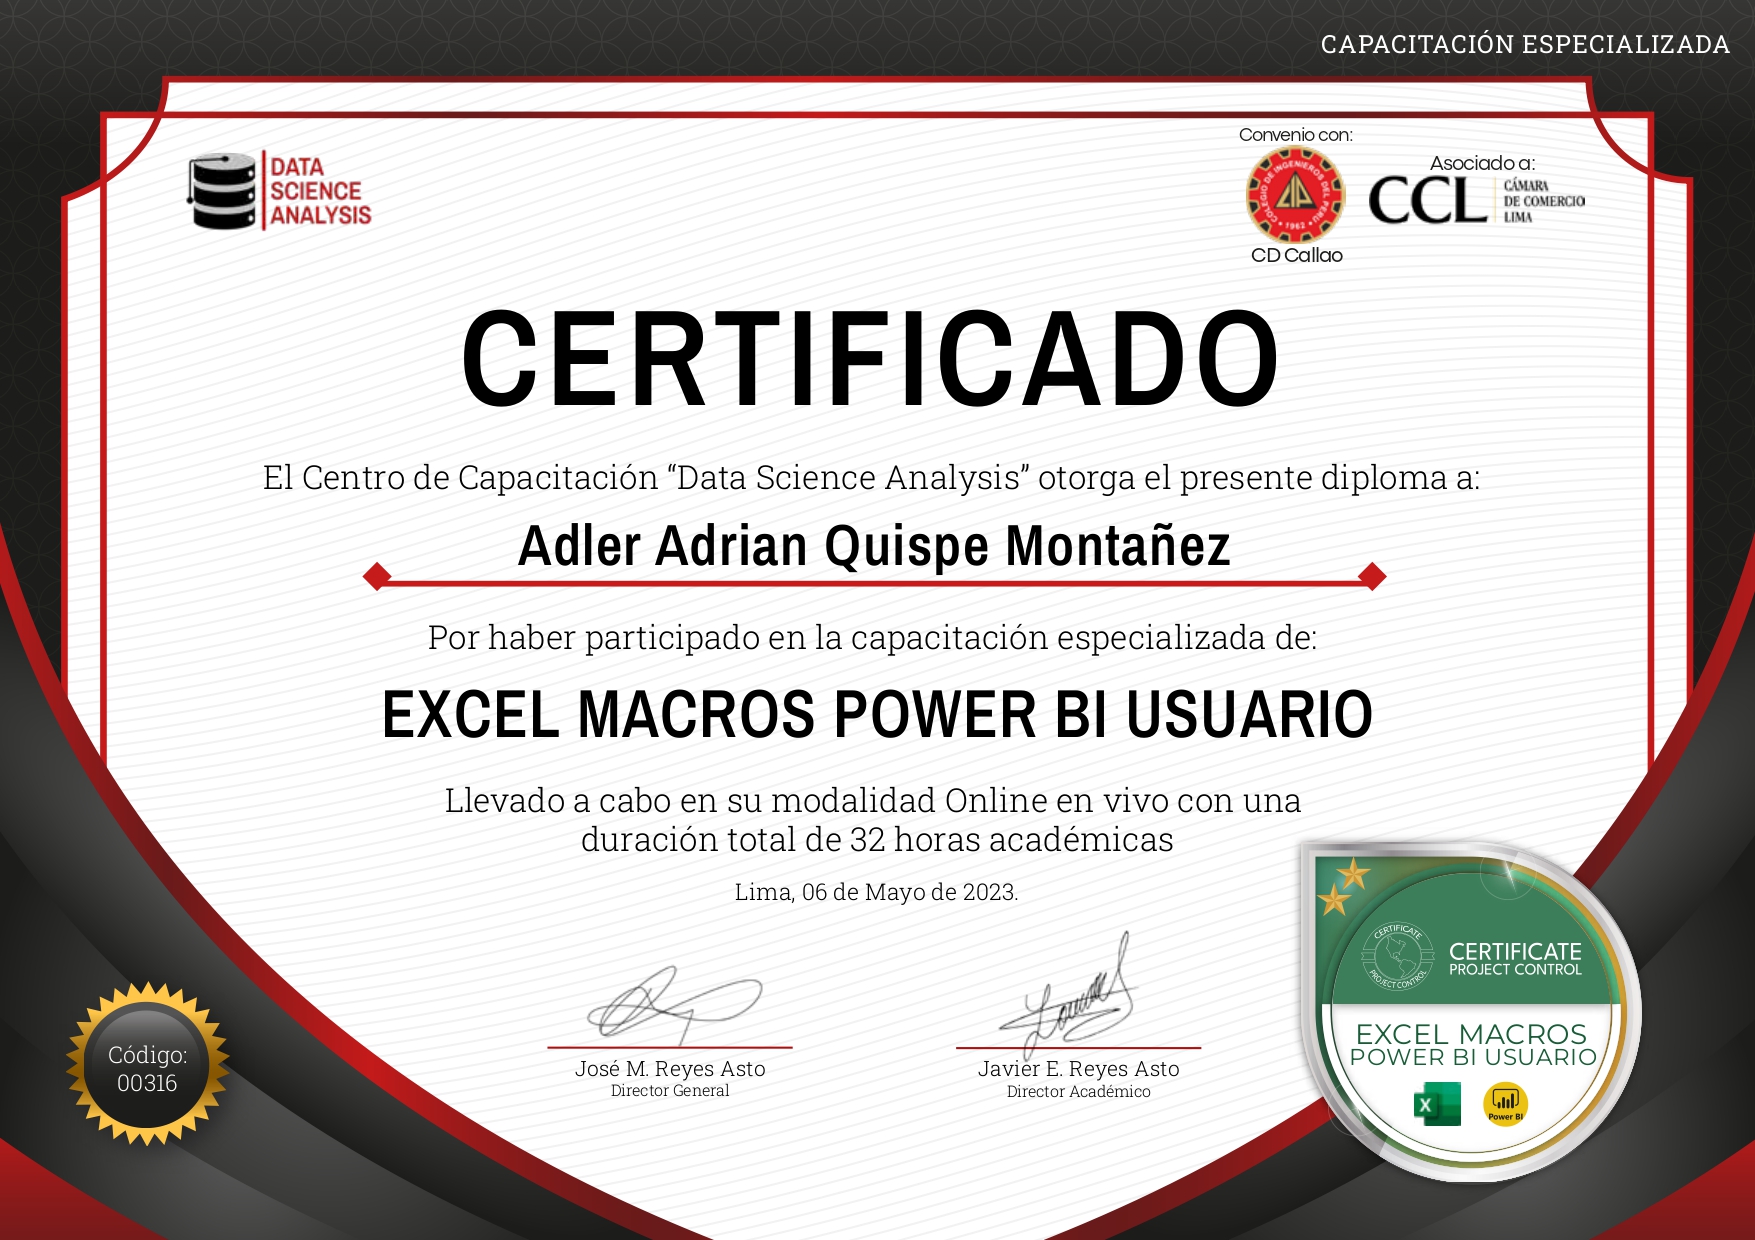 CAPACITACIÓN ESPECIALIZADA
DATA
SCIENCE
ANALYSIS
Convenio con:
COLEGIO DE INGENIEROS DEL PERU
1962
CD Callao
Asociado a:
CCL
CÁMARA
DE COMERCIO
LIMA
CERTIFICADO
El Centro de Capacitación “Data Science Analysis” otorga el presente diploma a:
Adler Adrian Quispe Montañez
Por haber participado en la capacitación especializada de:
EXCEL MACROS POWER BI USUARIO
Llevado a cabo en su modalidad Online en vivo con una
duración total de 32 horas académicas
Lima, 06 de Mayo de 2023.
José M. Reyes Asto
Director General
Javier E. Reyes Asto
Director Académico
Código:
00316
CERTIFICATE
PROJECT CONTROL
CERTIFICATE
PROJECT CONTROL
EXCEL MACROS
POWER BI USUARIO
X
Power BI